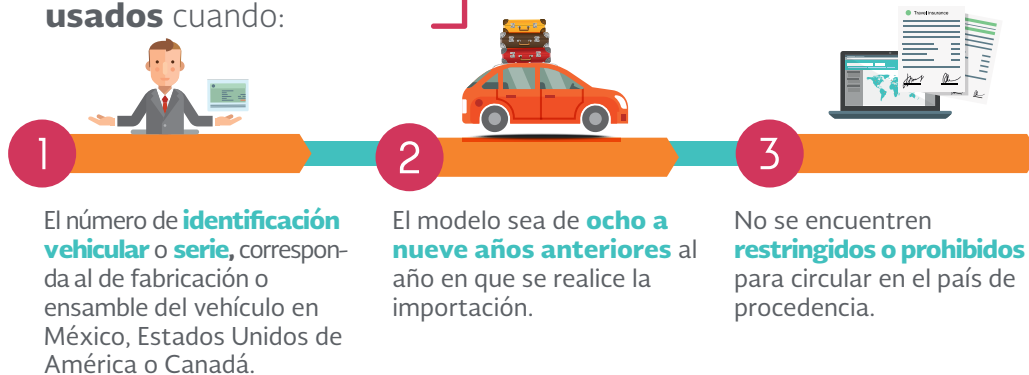 usados cuando:
Travel Insurance
1
2
3
El número de identificación
vehicular o serie, correspon-
da al de fabricación o
ensamble del vehículo en
México, Estados Unidos de
América o Canadá.
El modelo sea de ocho a
nueve años anteriores al
año en que se realice la
importación.
No se encuentren
restringidos o prohibidos
para circular en el país de
procedencia.